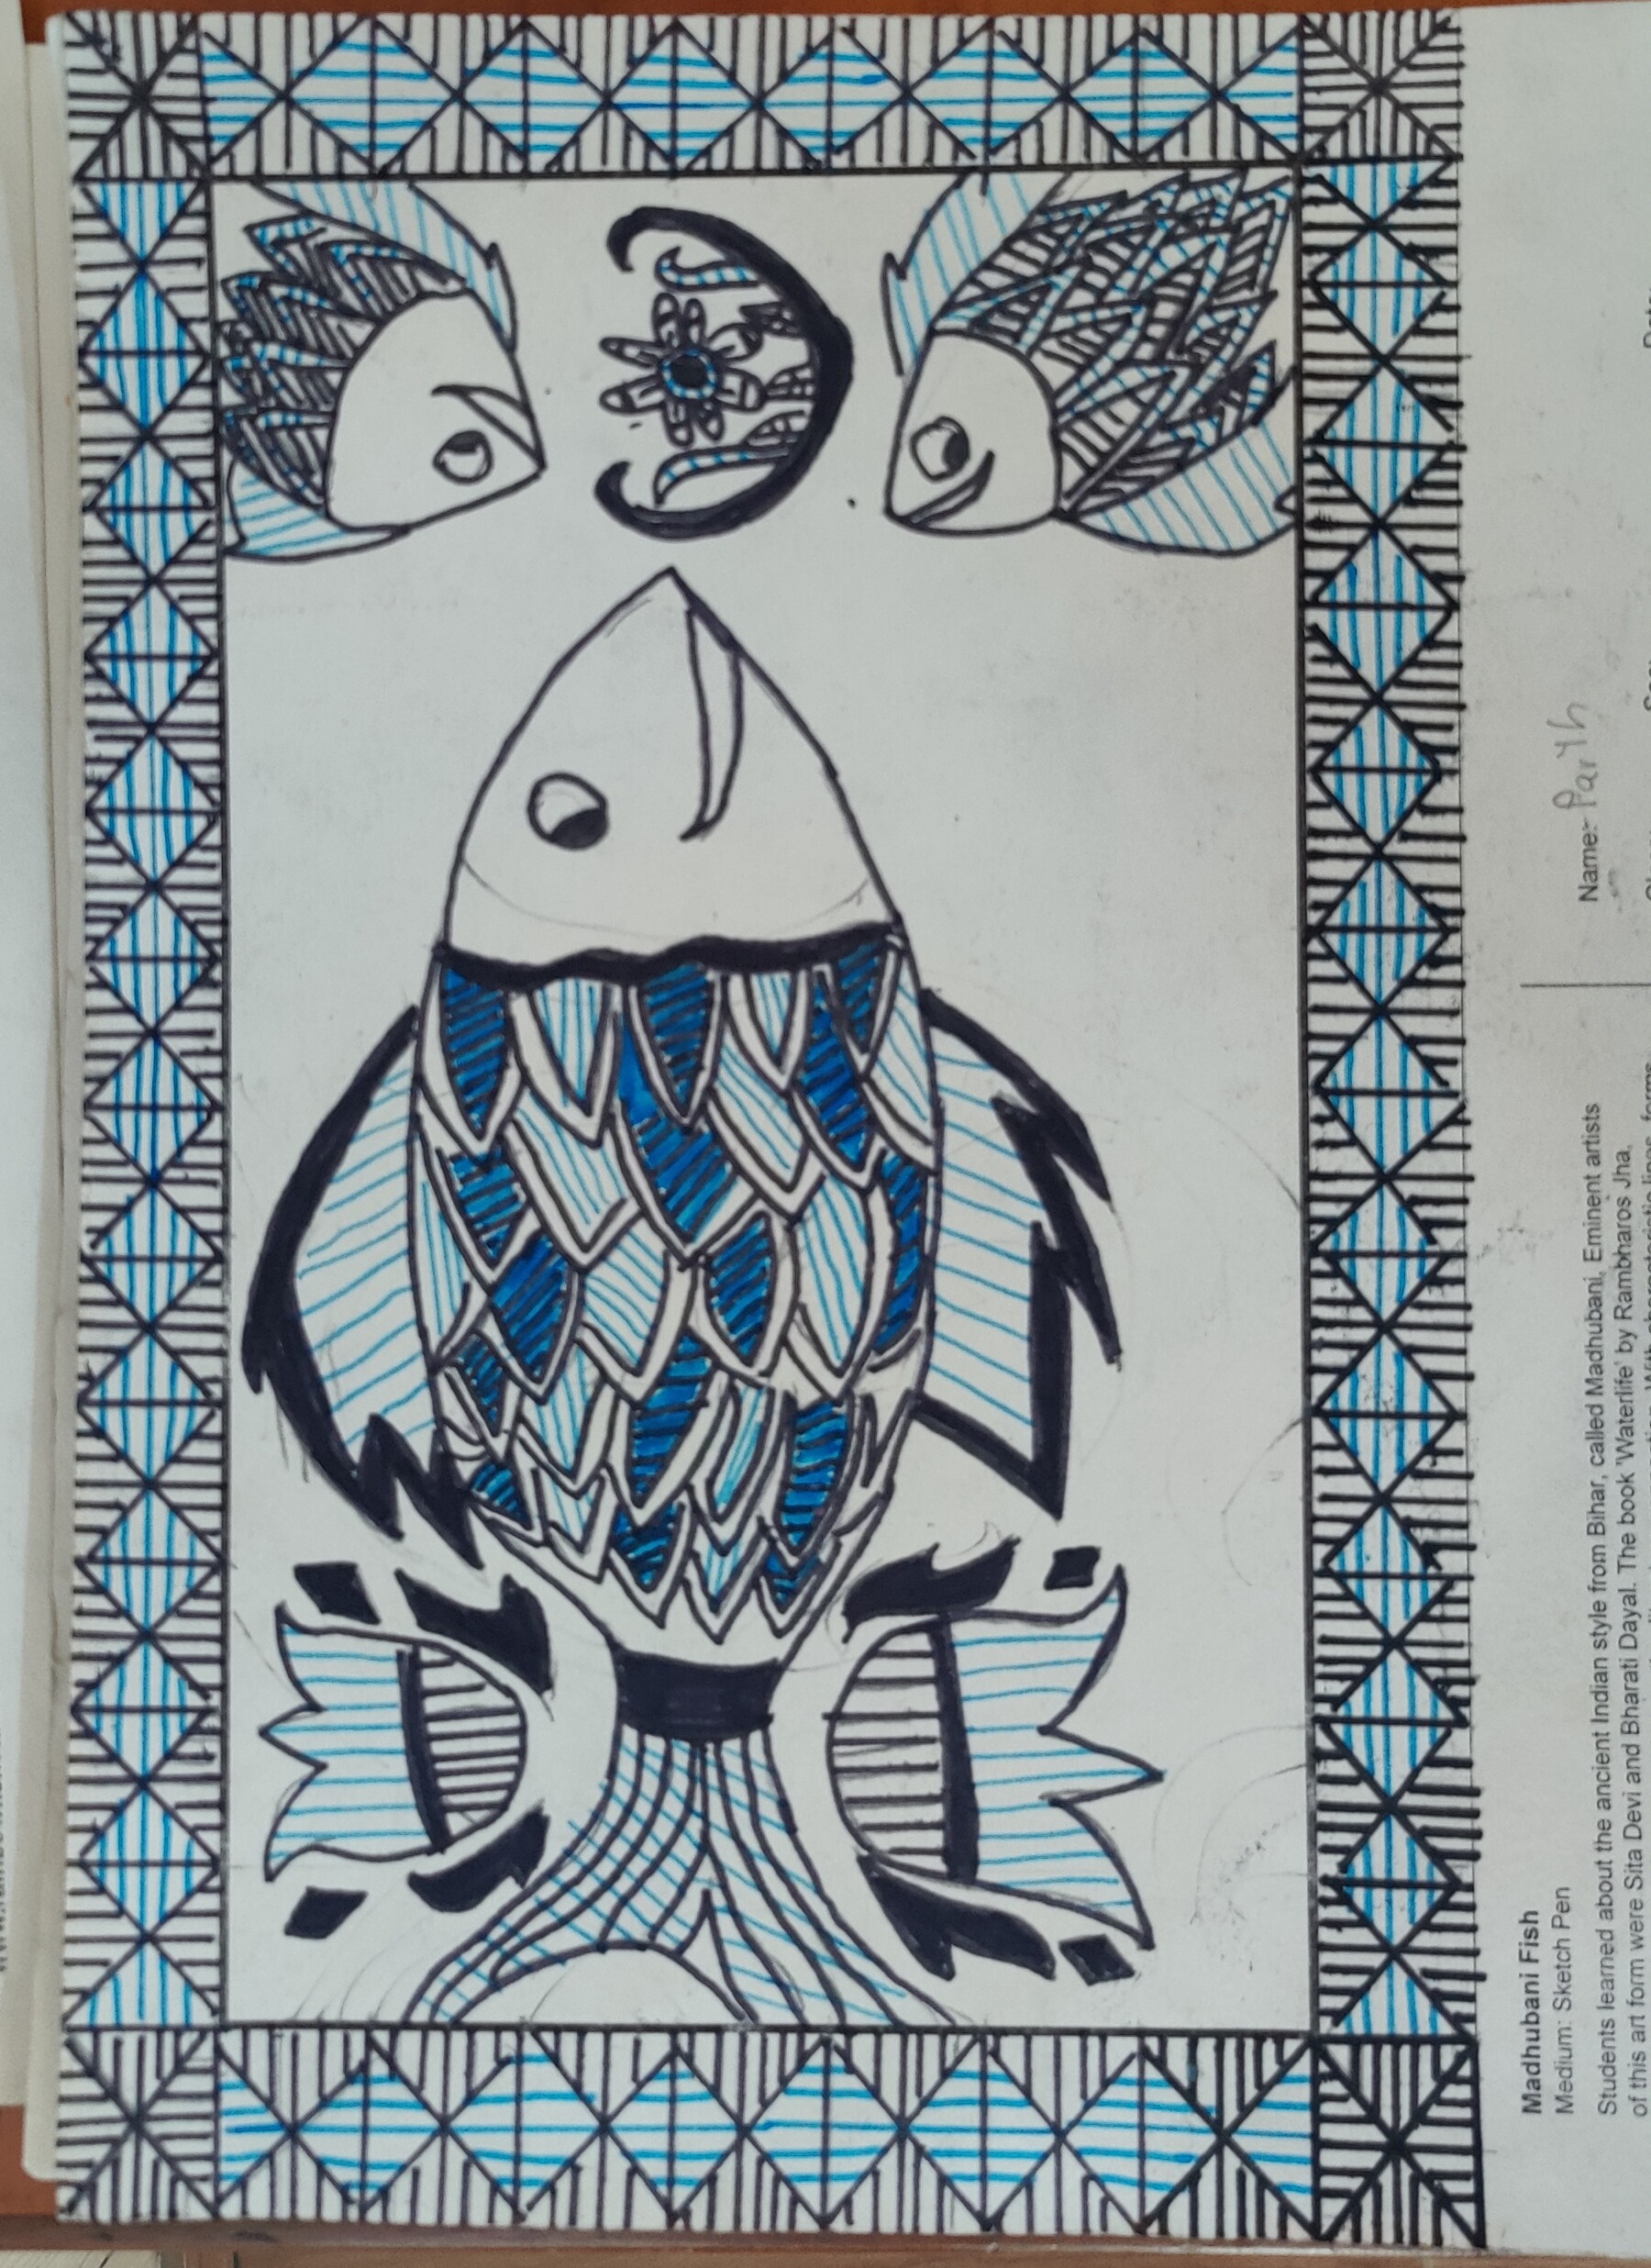 Madhubani Fish
Medium: Sketch Pen
Students learned about the ancient Indian style from Bihar, called Madhubani. Eminent artists
of this art form were Sita Devi and Bharati Dayal. The book 'Waterlife' by Rambharos Jha,
Name:- Parth